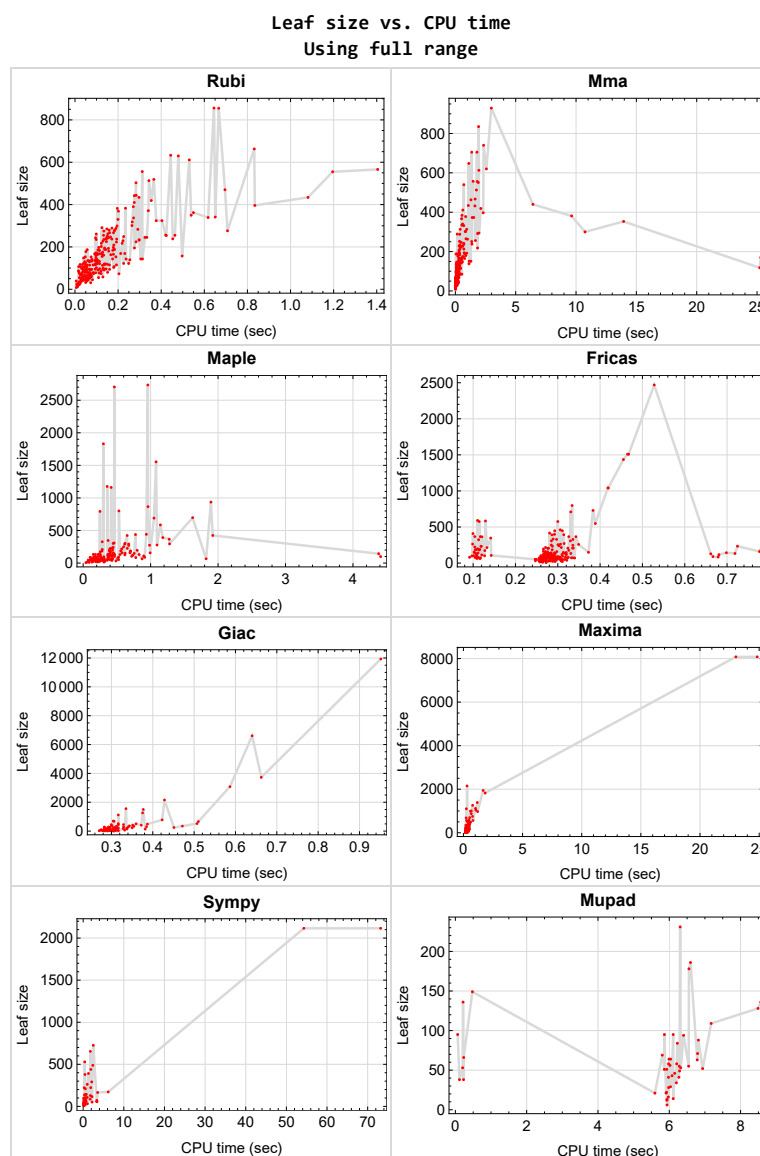 Leaf size vs. CPU time
Using full range
Rubi
Leaf size
800
600
400
200
0
0.0 0.2 0.4 0.6 0.8 1.0 1.2 1.4
CPU time (sec)
Mma
Leaf size
800
600
400
200
0
0 5 10 15 20 25
CPU time (sec)
Maple
Leaf size
2500
2000
1500
1000
500
0
0 1 2 3 4
CPU time (sec)
Fricas
Leaf size
2500
2000
1500
1000
500
0
0.1 0.2 0.3 0.4 0.5 0.6 0.7
CPU time (sec)
Giac
Leaf size
12000
10000
8000
6000
4000
2000
0
0.3 0.4 0.5 0.6 0.7 0.8 0.9
CPU time (sec)
Maxima
Leaf size
8000
6000
4000
2000
0
0 5 10 15 20
CPU time (sec)
Sympy
Leaf size
2000
1500
1000
500
0
0 10 20 30 40 50 60 70
CPU time (sec)
Mupad
Leaf size
200
150
100
50
0
0 2 4 6 8
CPU time (sec)